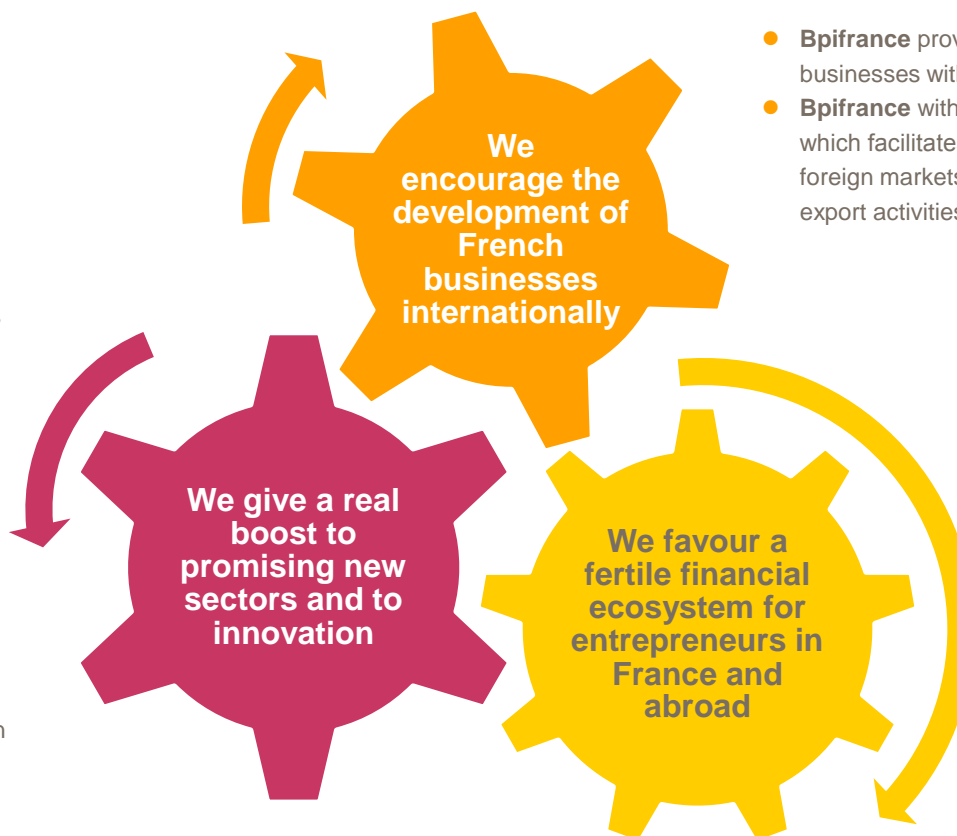 ● Bpifrance
businesses
● Bpifrance with
which facilitate
foreign markets
export activities
We
encourage the
development of
French
businesses
internationally
We give a real
boost to
promising new
sectors and to
innovation
We favour a
fertile financial
ecosystem for
entrepreneurs in
France and
abroad